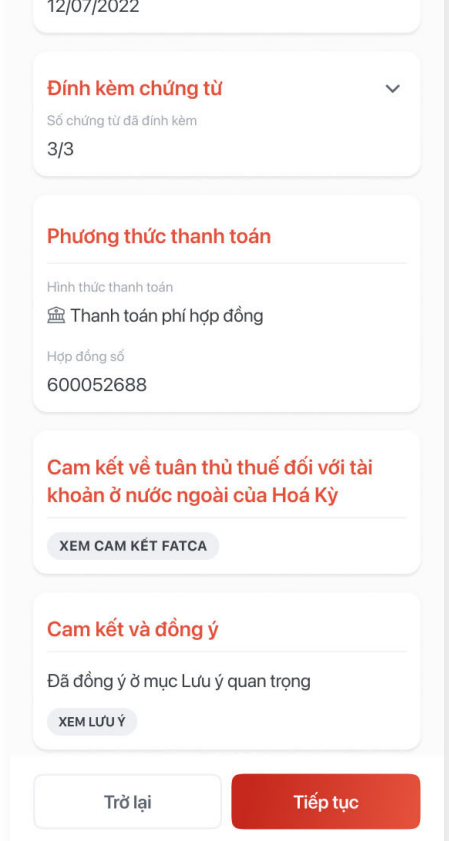 12/07/2022
Đính kèm chứng từ
Số chứng từ đã đính kèm
3/3
Phương thức thanh toán
Hình thức thanh toán
Thanh toán phí hợp đồng
Hợp đồng số
600052688
Cam kết về tuân thủ thuế đối với tài
khoản ở nước ngoài của Hoá Kỳ
XEM CAM KẾT FATCA
Cam kết và đồng ý
Đã đồng ý ở mục Lưu ý quan trọng
XEM LƯU Ý
Trở lại
Tiếp tục